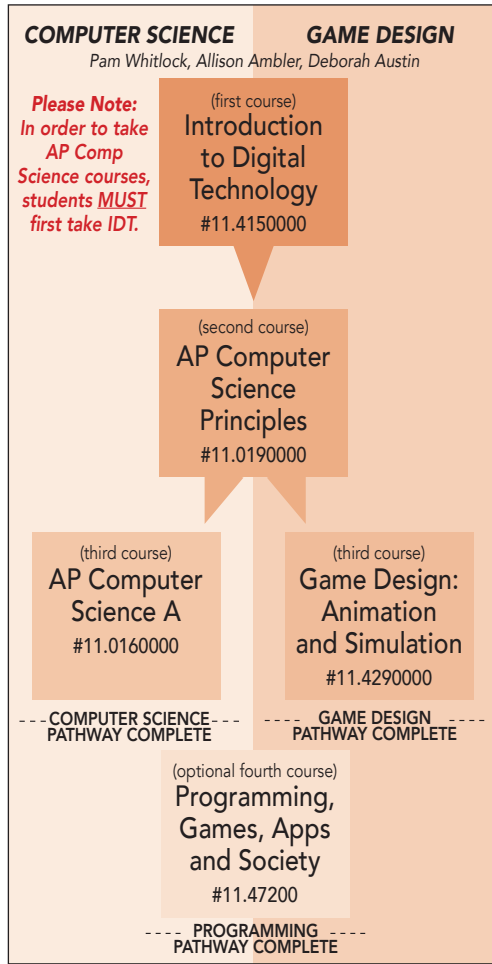 COMPUTER SCIENCE
GAME DESIGN
Pam Whitlock, Allison Ambler, Deborah Austin
Please Note:
In order to take
AP Comp
Science courses,
students MUST
first take IDT.
(first course)
Introduction
to Digital
Technology
#11.4150000
(second course)
AP Computer
Science
Principles
#11.0190000
(third course)
AP Computer
Science A
#11.0160000
(third course)
Game Design:
Animation
and Simulation
#11.4290000
---COMPUTER SCIENCE---
PATHWAY COMPLETE
---- GAME DESIGN ----
PATHWAY COMPLETE
(optional fourth course)
Programming,
Games, Apps
and Society
#11.47200
---- PROGRAMMING ----
PATHWAY COMPLETE